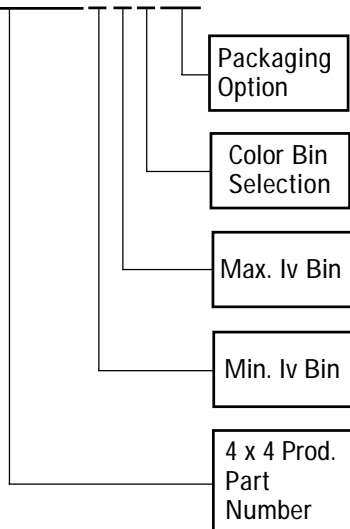 Packaging
Option
Color Bin
Selection
Max. Iv Bin
Min. Iv Bin
4 x 4 Prod.
Part
Number